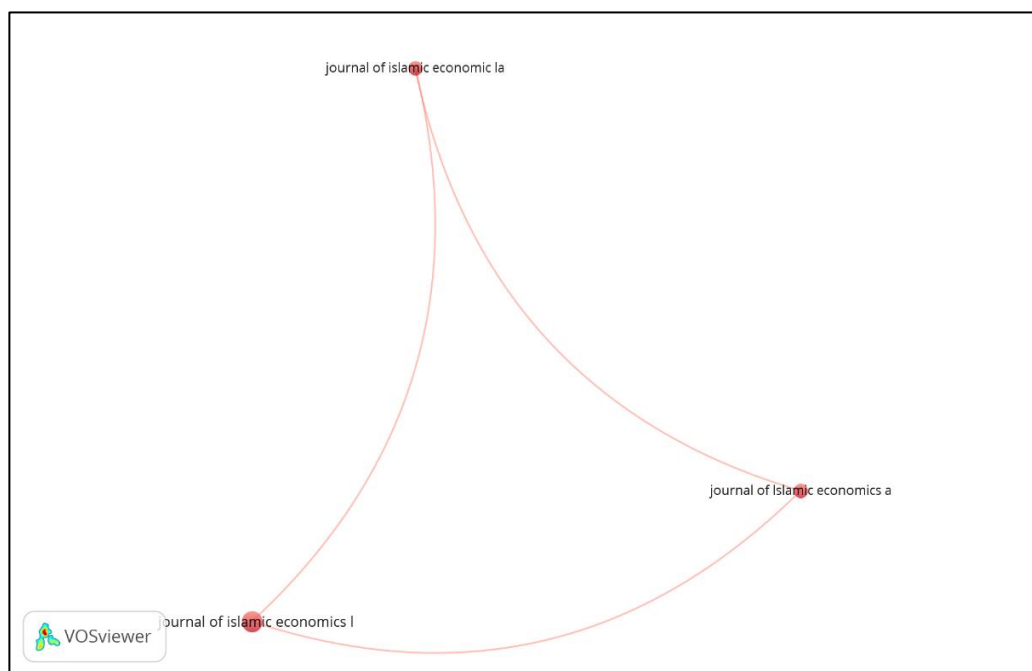 journal of islamic economic la
journal of islamic economics a
journal of islamic economics l
VOSviewer